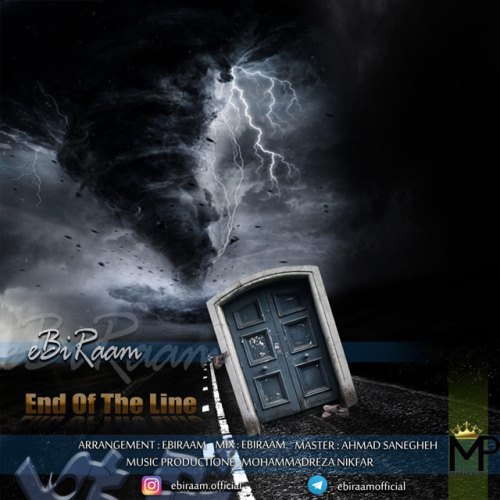 eBiRaam
End Of The Line
ARRANGEMENT : EBIRAAM - MIX : EBIRAAM - MASTER : AHMAD SANEGHEH
MUSIC PRODUCTIONE : MOHAMMADREZA NIKFAR
ebiraam.official
ebiraamofficial
MP